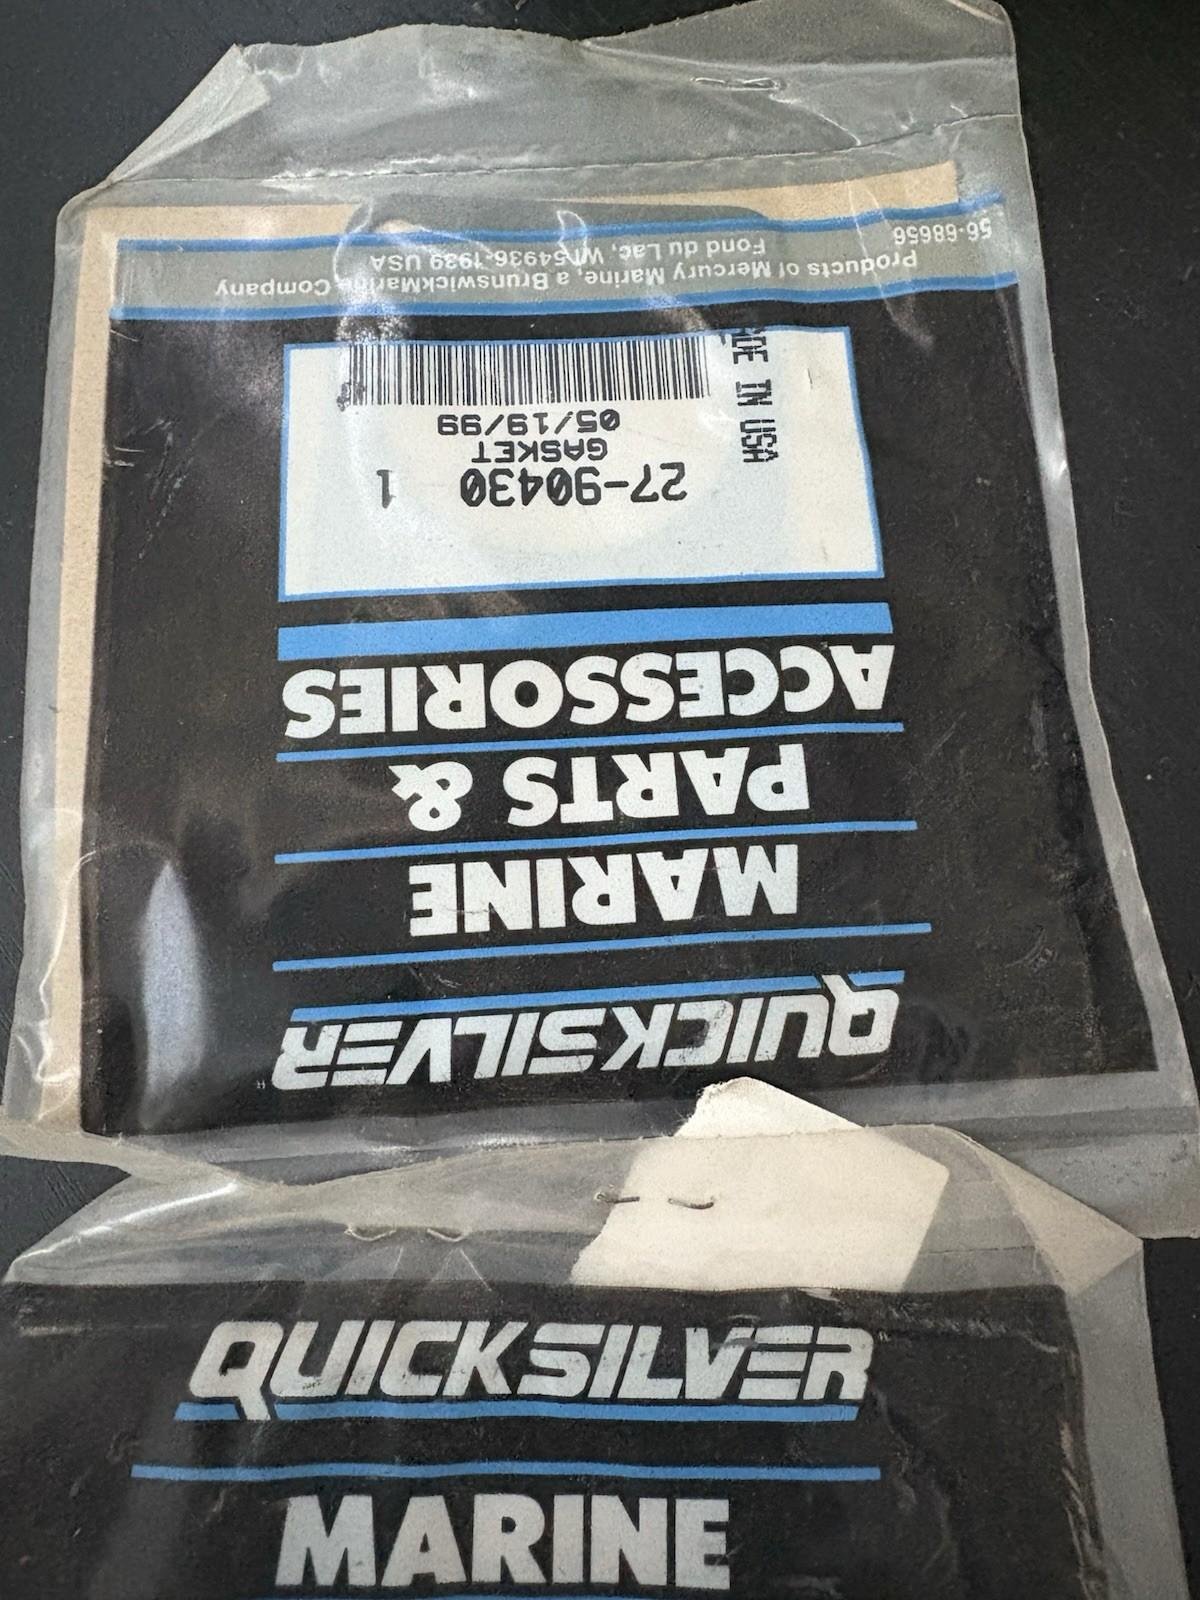 QUICKSILVER
MARINE
PARTS &
ACCESSORIES
27-90430 1
GASKET
05/19/99
IN USA
Products of Mercury Marine, a BrunswickMarine Company
Fond du Lac, WI 54936-1939 USA
56-68656
QUICKSILVER
MARINE